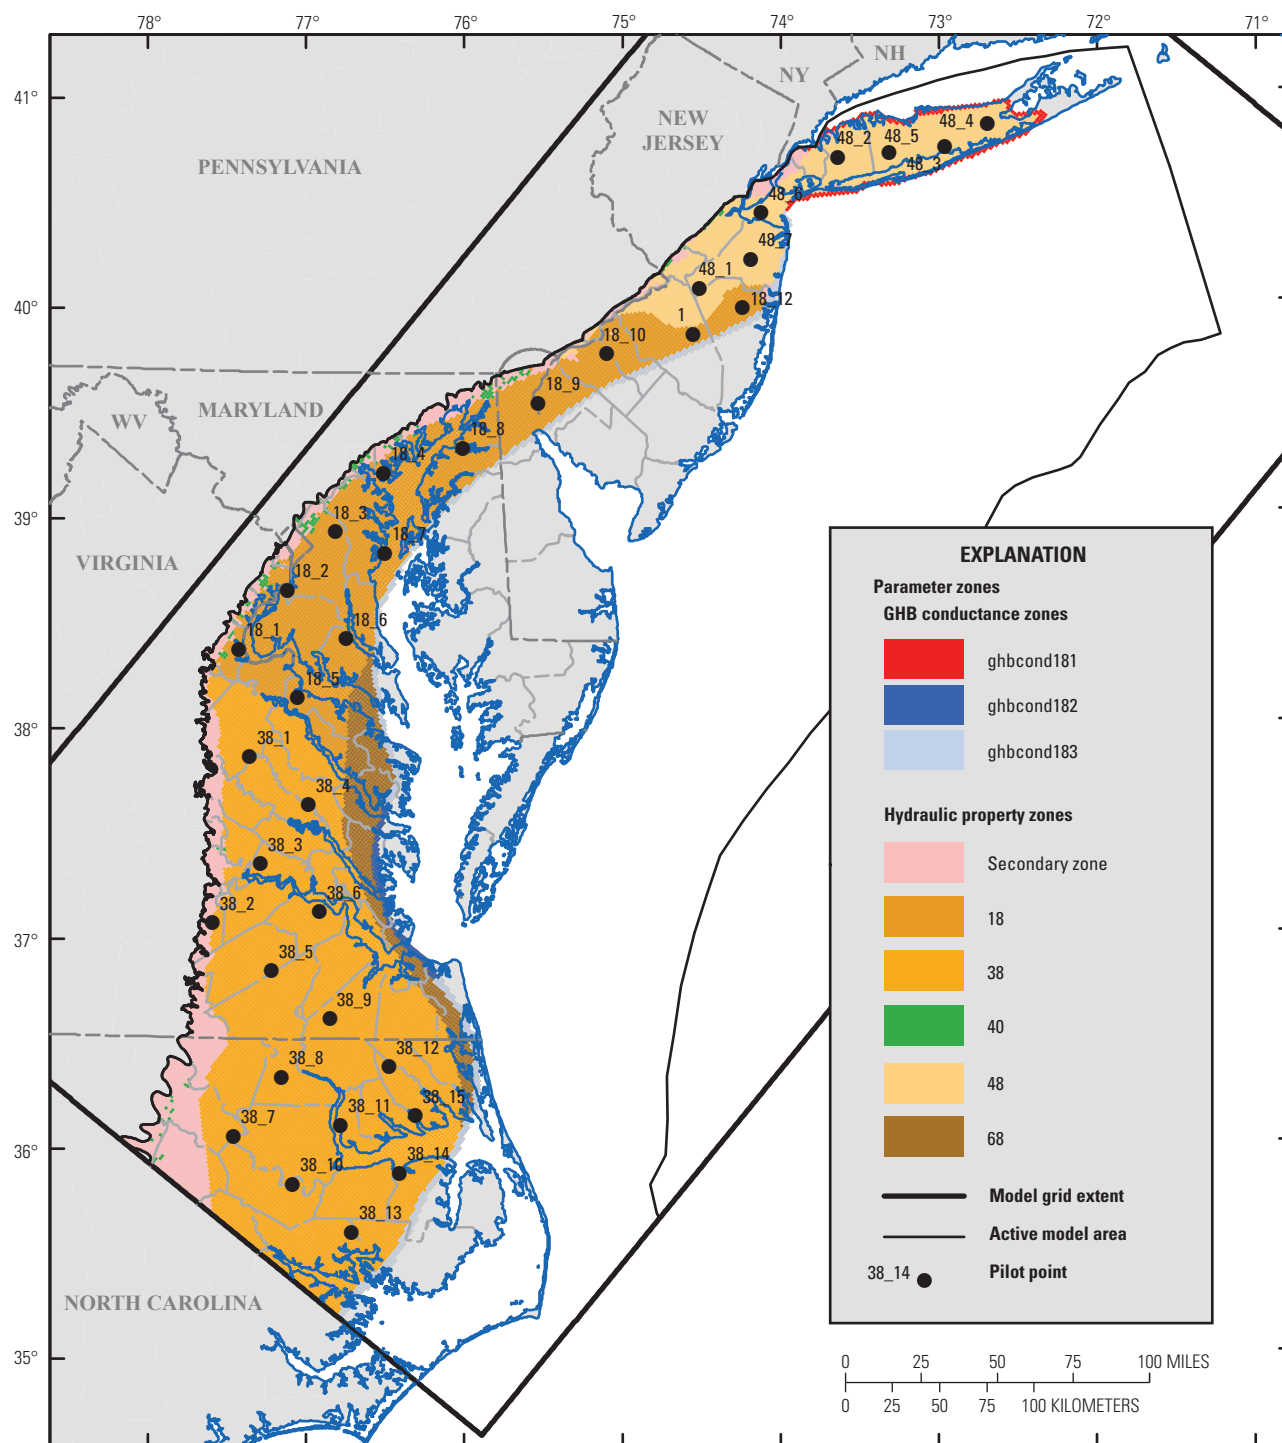 78°
77°
76°
75°
74°
73°
72°
71°
41°
40°
39°
38°
37°
36°
35°
NY
NH
NEW
JERSEY
PENNSYLVANIA
MARYLAND
WV
VIRGINIA
NORTH CAROLINA
48_4
48_2
48_5
48_3
48_6
48_7
48_1
18_12
1
18_10
18_9
18_8
18_4
18_3
18_7
18_2
18_6
18_1
18_5
38_1
38_4
38_3
38_6
38_2
38_5
38_9
38_12
38_8
38_15
38_11
38_7
38_14
38_10
38_13
EXPLANATION
Parameter zones
GHB conductance zones
ghbcond181
ghbcond182
ghbcond183
Hydraulic property zones
Secondary zone
18
38
40
48
68
Model grid extent
Active model area
38_14 Pilot point
0 25 50 75 100 MILES
0 25 50 75 100 KILOMETERS